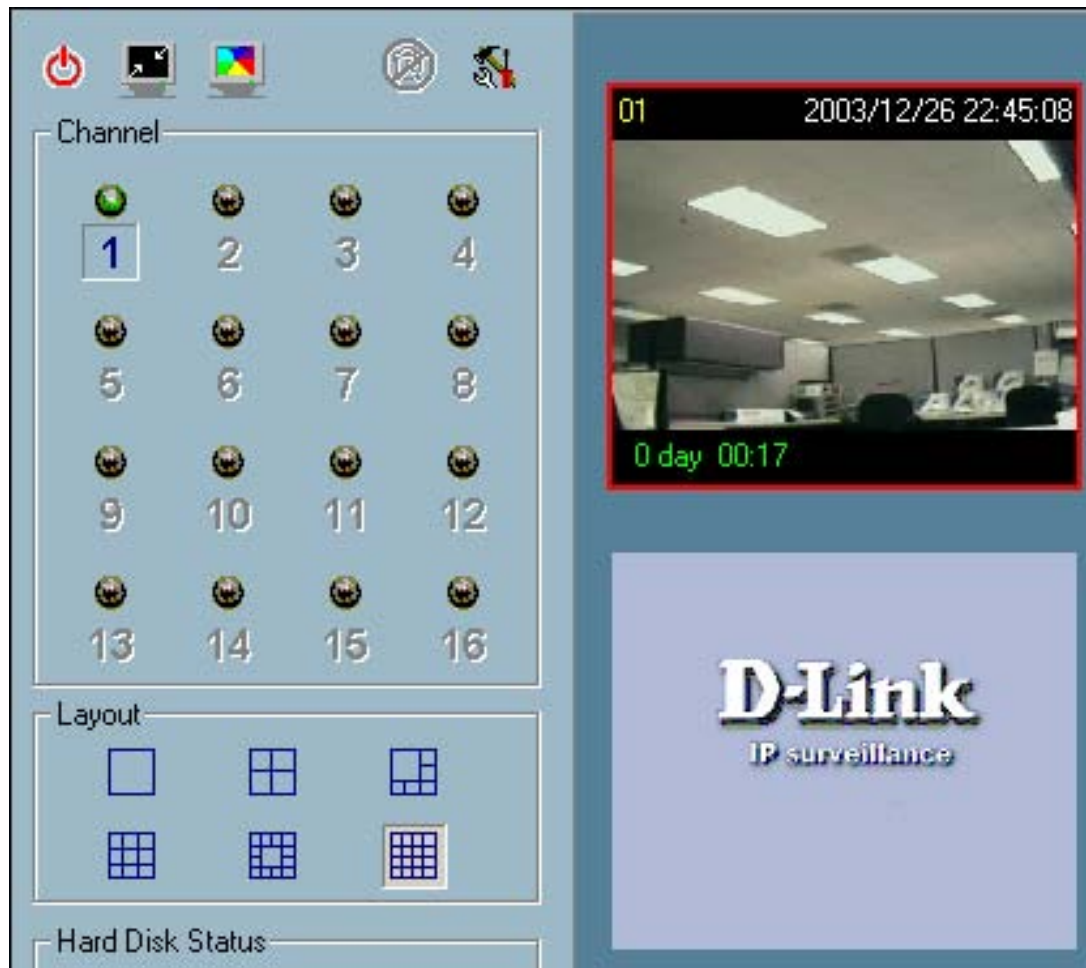 Channel
1 2 3 4
5 6 7 8
9 10 11 12
13 14 15 16
Layout
Hard Disk Status
01 2003/12/26 22:45:08
0 day 00:17
D-Link
IP surveillance